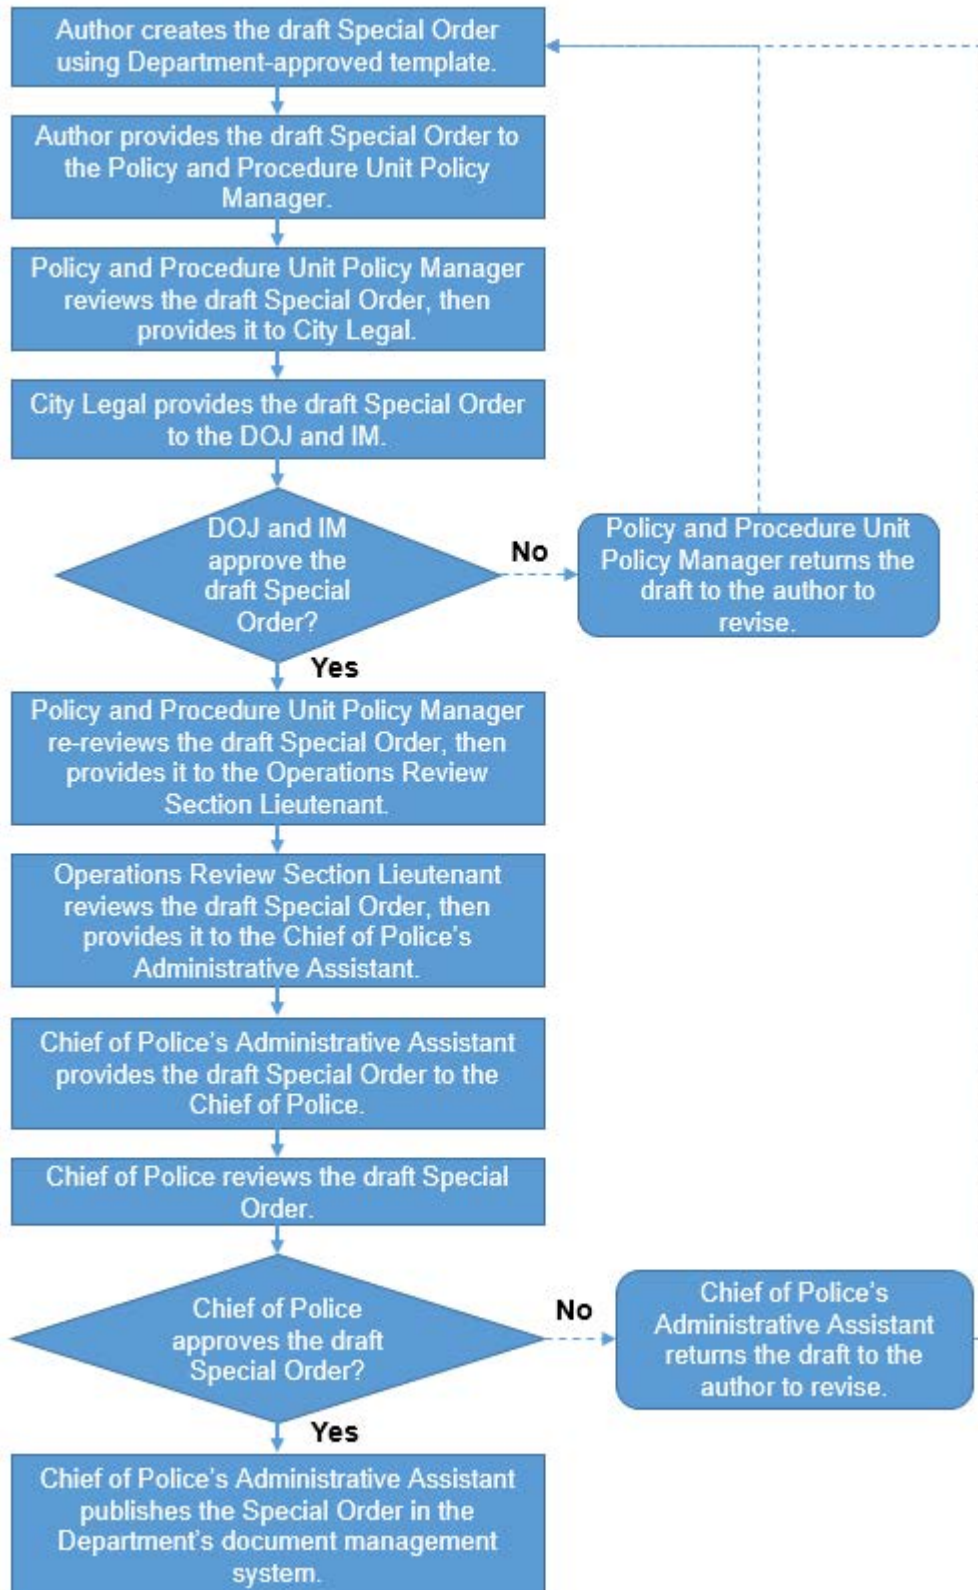 Author creates the draft Special Order
using Department-approved template.
Author provides the draft Special Order to
the Policy and Procedure Unit Policy
Manager.
Policy and Procedure Unit Policy Manager
reviews the draft Special Order, then
provides it to City Legal.
City Legal provides the draft Special Order
to the DOJ and IM.
DOJ and IM
approve the
draft Special
Order?
No
Policy and Procedure Unit
Policy Manager returns the
draft to the author to
revise.
Yes
Policy and Procedure Unit Policy Manager
re-reviews the draft Special Order, then
provides it to the Operations Review
Section Lieutenant.
Operations Review Section Lieutenant
reviews the draft Special Order, then
provides it to the Chief of Police's
Administrative Assistant.
Chief of Police's Administrative Assistant
provides the draft Special Order to the
Chief of Police.
Chief of Police reviews the draft Special
Order.
Chief of Police
approves the draft
Special Order?
No
Chief of Police's
Administrative Assistant
returns the draft to the
author to revise.
Yes
Chief of Police's Administrative Assistant
publishes the Special Order in the
Department's document management
system.